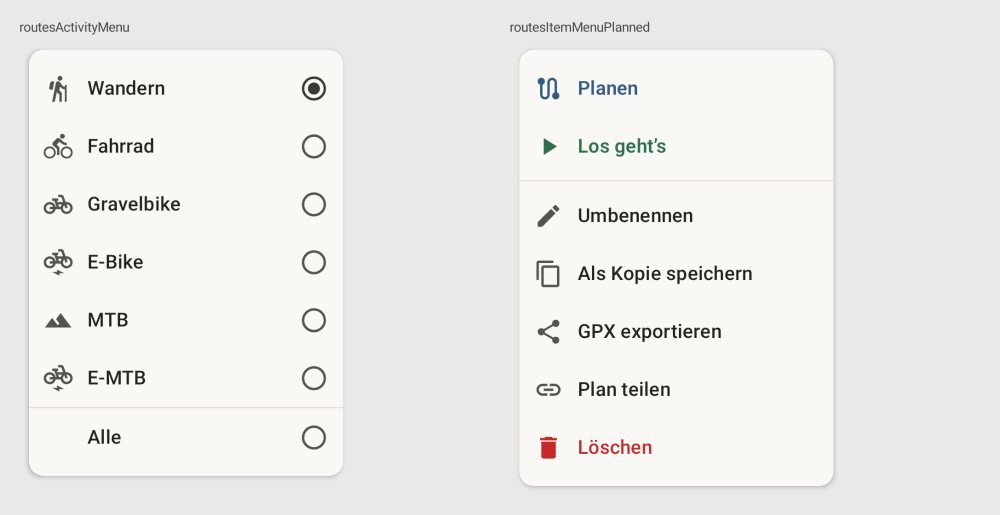 routesActivityMenu
Wandern
Fahrrad
Gravelbike
E-Bike
MTB
E-MTB
Alle
routesItemMenuPlanned
Planen
Los geht’s
Umbenennen
Als Kopie speichern
GPX exportieren
Plan teilen
Löschen